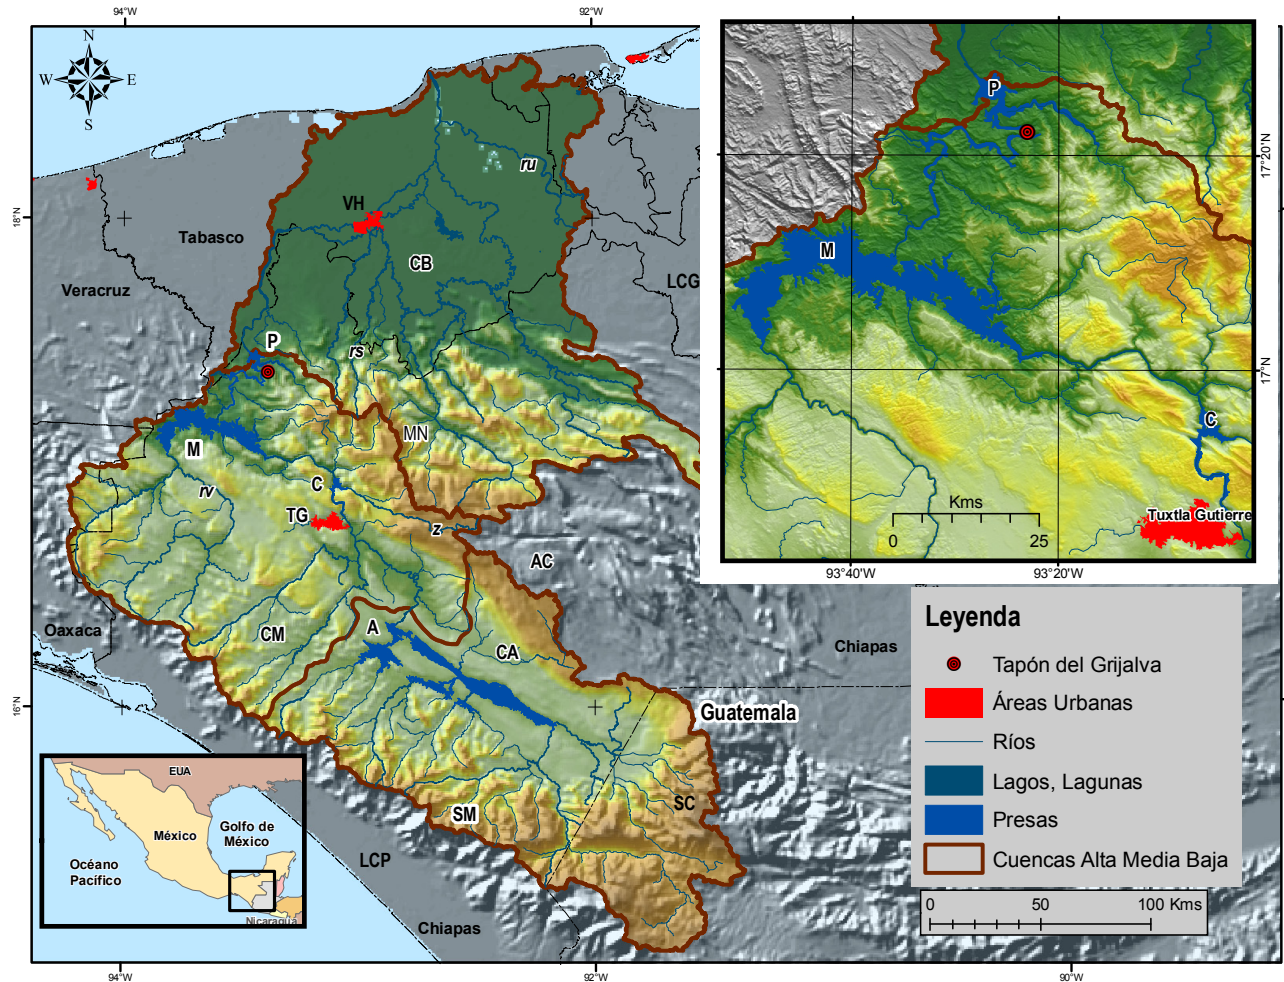 94°W
92°W
N
W
E
S
18°N
16°N
Tabasco
Veracruz
VH
ru
CB
LCG
P
rs
M
MN
rv
C
TG
z
AC
Oaxaca
CM
A
CA
Chiapas
Guatemala
SM
SC
LCP
Chiapas
P
M
C
Kms
0
25
Tuxtla Gutierre
17°20
17°N
93°40'W
93°20'W
Leyenda
Tapón del Grijalva
Áreas Urbanas
Ríos
Lagos, Lagunas
Presas
Cuencas Alta Media Baja
0
50
100 Kms
EUA
México
Golfo de
México
Océano
Pacífico
Nicaragua
94°W
92°W
90°W